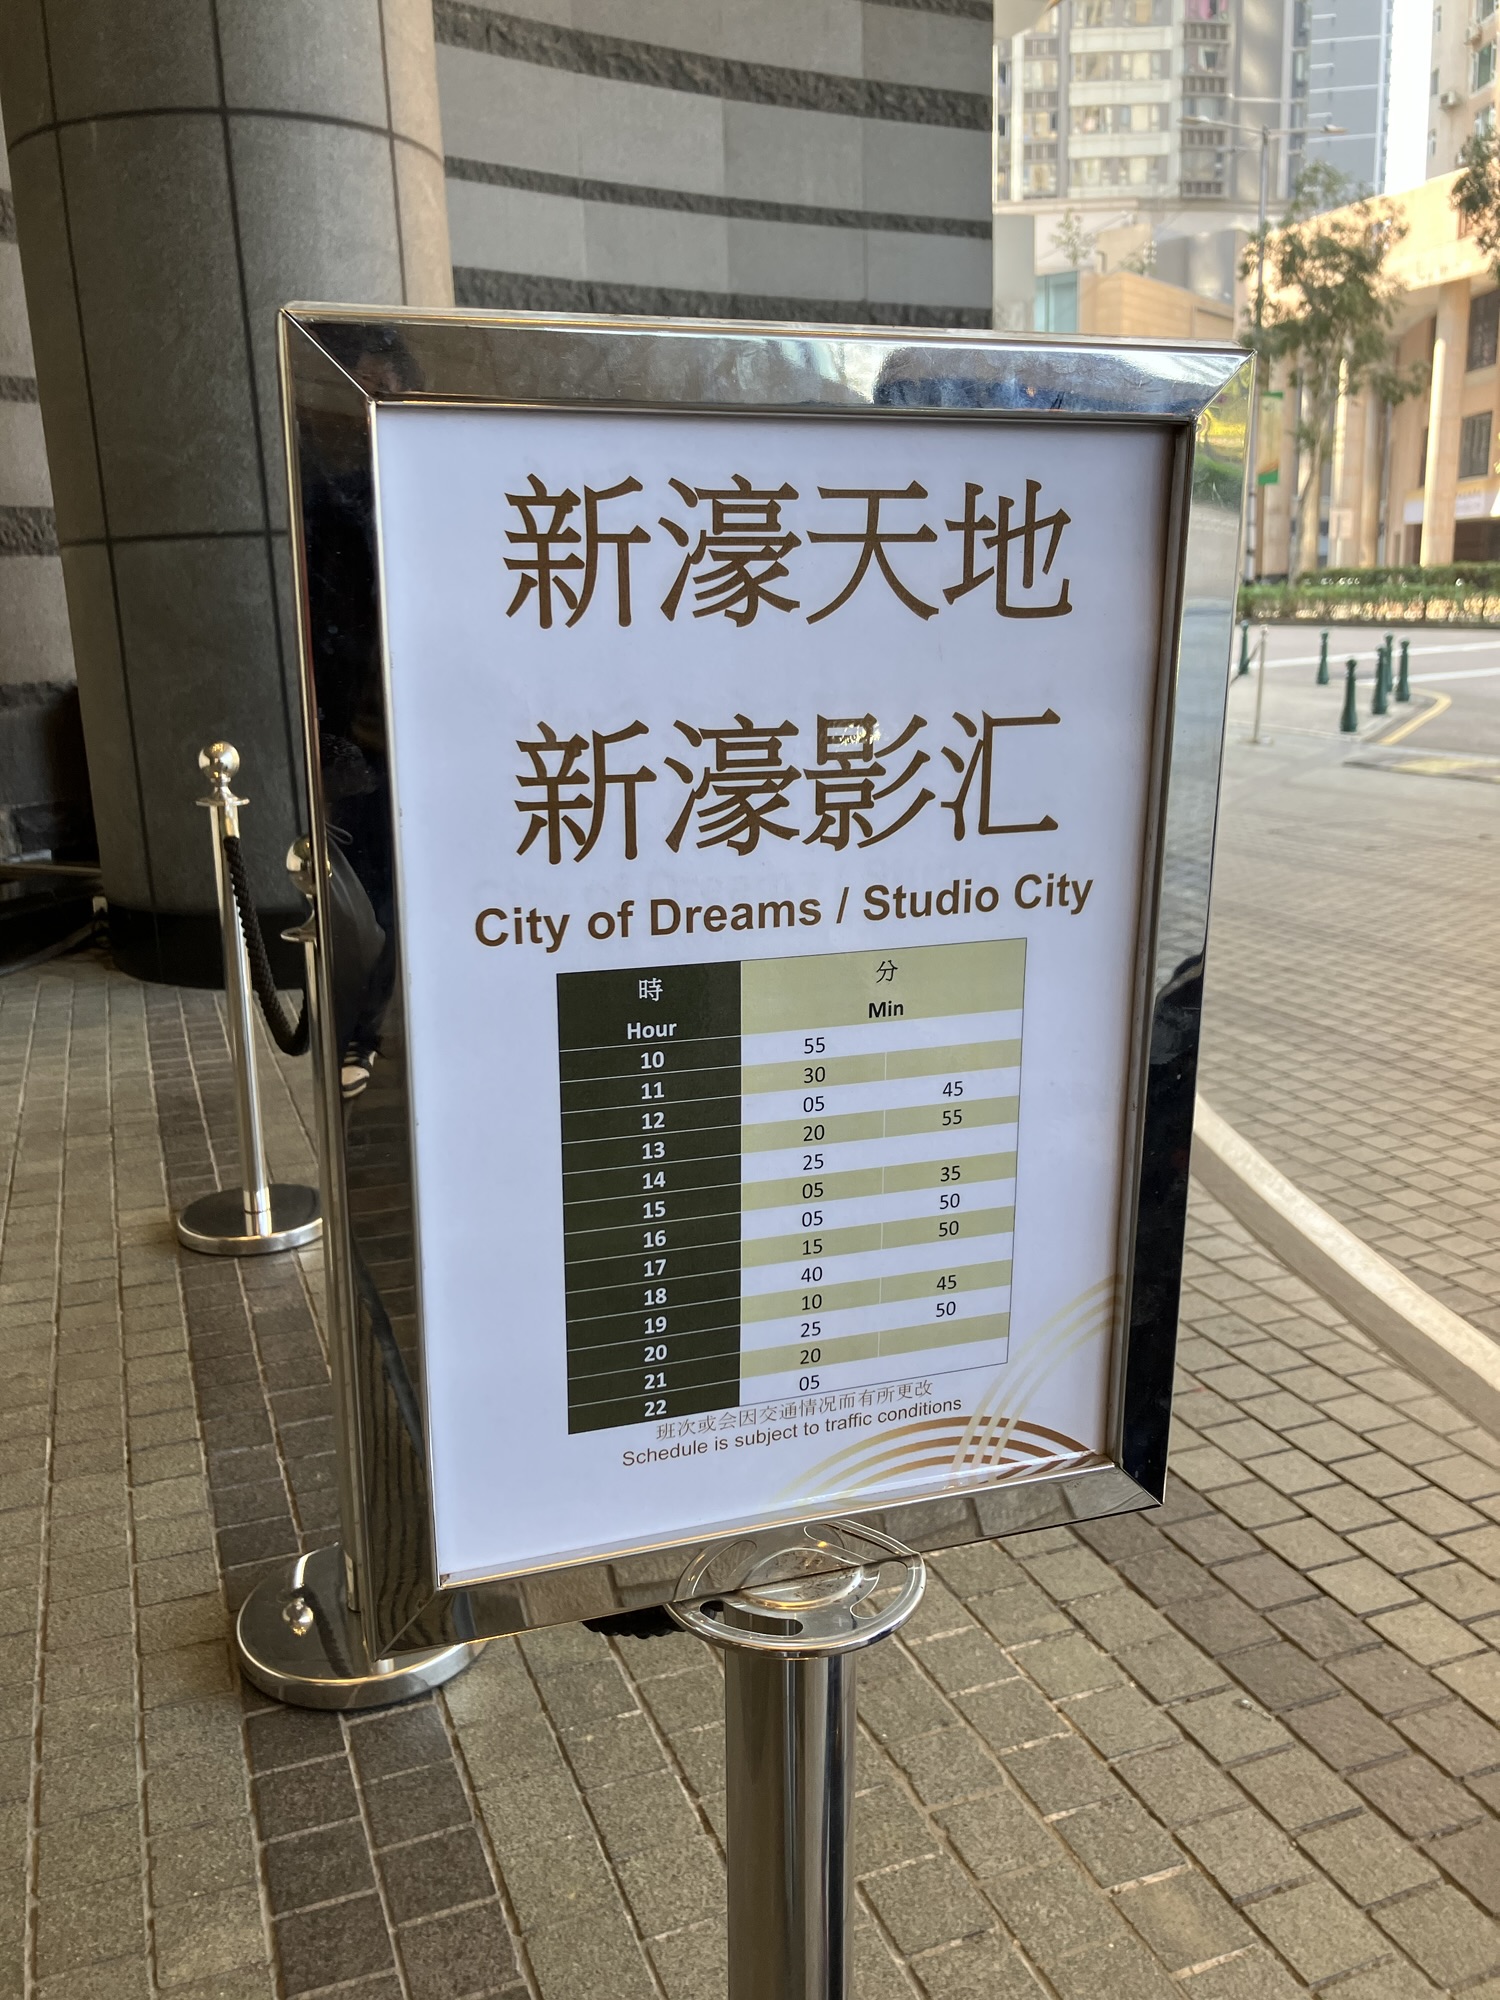 新濠天地
新濠影汇
City of Dreams / Studio City
時 分
Hour Min
10 55
11 30
12 05 45
13 20 55
14 25
15 05 35
16 05 50
17 15 50
18 40
19 10 45
20 25 50
21 20
22 05
班次或会因交通情况而有所更改
Schedule is subject to traffic conditions